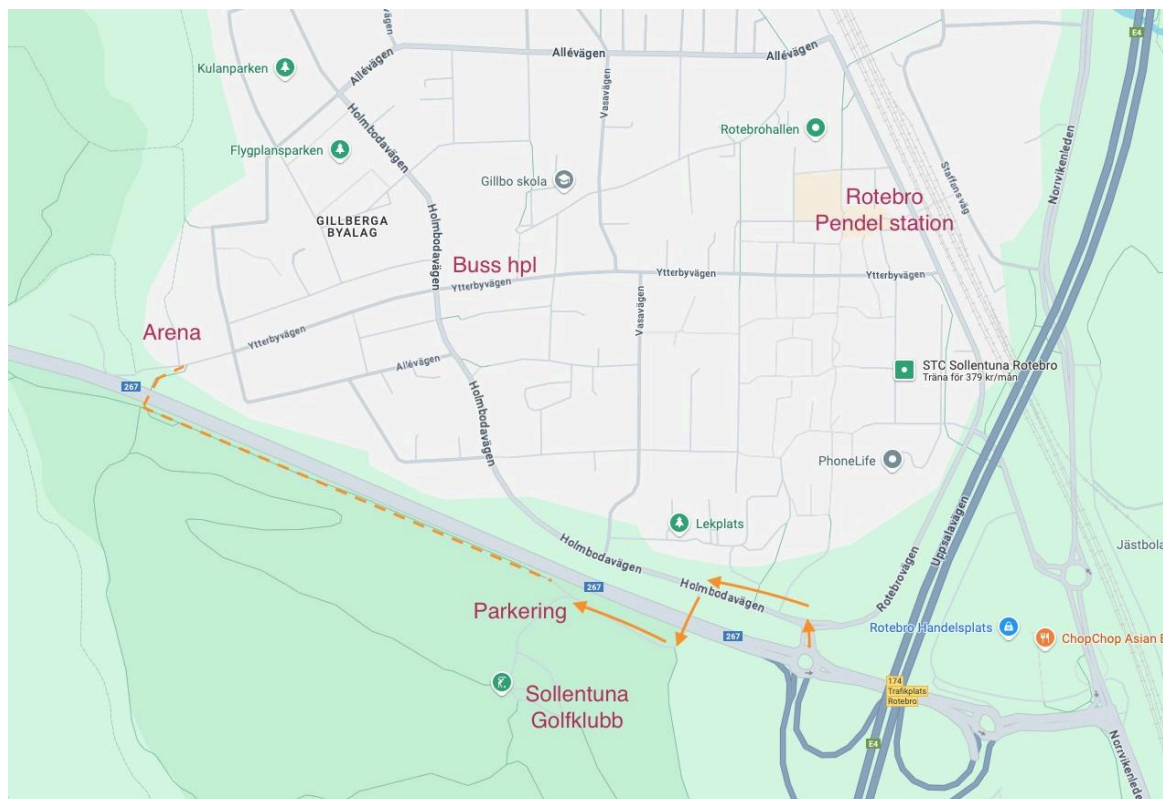 E4
Kulanparken
Allévägen
Allévägen
Allévägen
Vasavägen
Holmbodavägen
Flygplansparken
Rotebrohallen
Norrvikenleden
Gillbo skola
Staffansväg
Rotebro
Pendel station
GILLBERGA
BYALAG
Holmbodavägen
Buss hpl
Ytterbyvägen
Ytterbyvägen
Ytterbyvägen
Vasavägen
Arena
Ytterbyvägen
Allévägen
STC Sollentuna Rotebro
Träna för 379 kr/mån
267
Holmbodavägen
PhoneLife
Lekplats
Uppsalavägen
Jästbola
Holmbodavägen
Holmbodavägen
Rotebrovägen
267
Parkering
267
Rotebro Handelsplats
ChopChop Asian E
Sollentuna
Golfklubb
174
Trafikplats
Rotebro
E4
Norrvikenleden